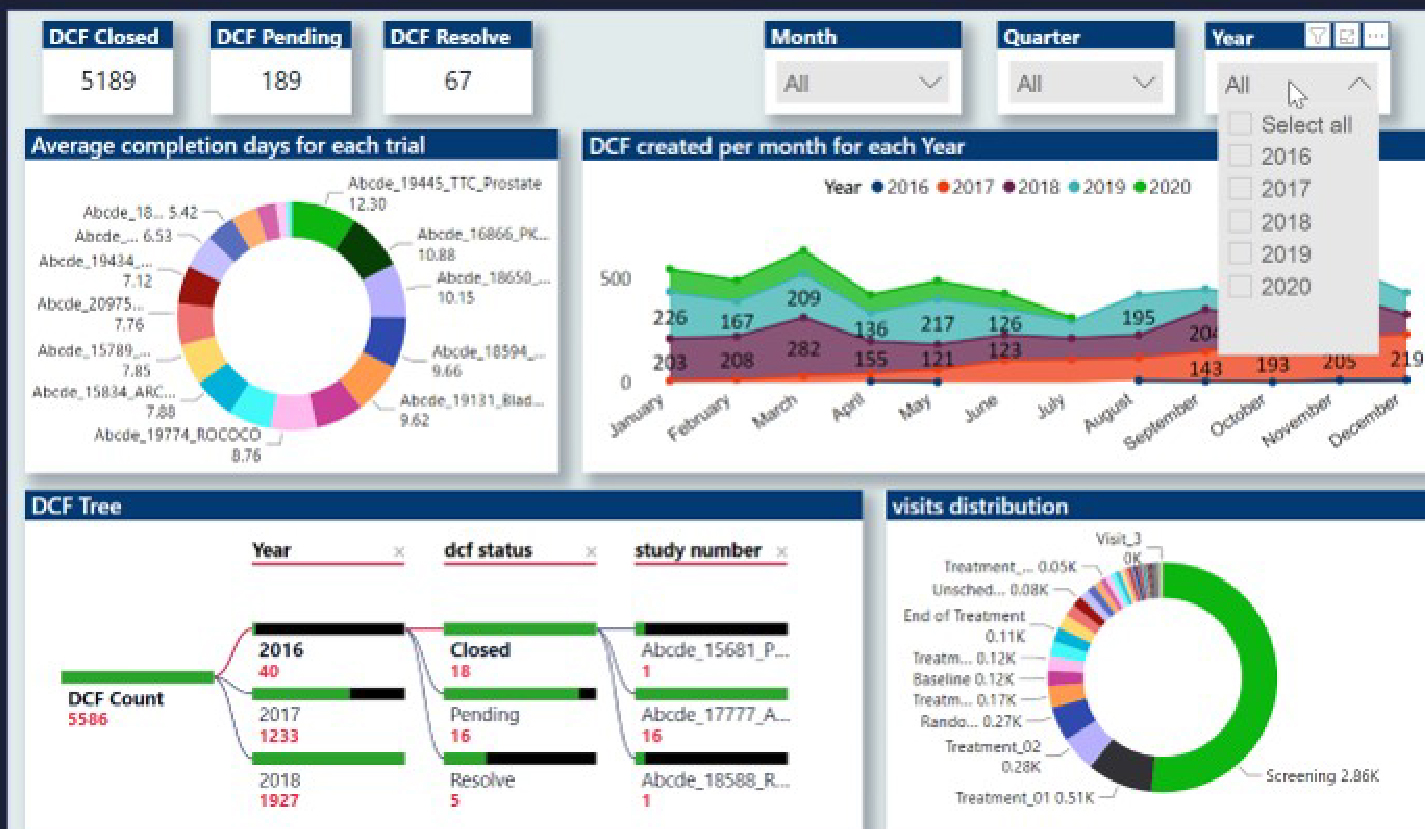 DCF Closed
5189
DCF Pending
189
DCF Resolve
67
Month
All
Quarter
All
Year
All
Select all
2016
2017
2018
2019
2020
Average completion days for each trial
Abcde_19445_TTC_Prostate
12.30
Abcde_16866_PK...
10.88
Abcde_18650_...
10.15
Abcde_18594_...
9.66
Abcde_19131_Blad...
9.62
Abcde_19774_ROCOCO
8.76
Abcde_15834_ARC...
7.88
Abcde_15789_...
7.85
Abcde_20975...
7.76
Abcde_19434_...
7.12
Abcde_... 6.53
Abcde_18... 5.42
DCF created per month for each Year
Year 2016 2017 2018 2019 2020
500
0
226 167 209 136 217 126 195
203 208 282 155 121 123 204
143 193 205 219
January February March April May June July August September October November December
DCF Tree
Year
dcf status
study number
DCF Count
5586
2016
40
2017
1233
2018
1927
Closed
18
Pending
16
Resolve
5
Abcde_15681_P...
1
Abcde_17777_A...
16
Abcde_18588_R...
1
visits distribution
Visit_3
0K
Treatment_... 0.05K
Unsched... 0.08K
End of Treatment
0.11K
Treatm... 0.12K
Baseline 0.12K
Treatm... 0.17K
Rando... 0.27K
Treatment_02
0.28K
Treatment_01 0.51K
Screening 2.86K